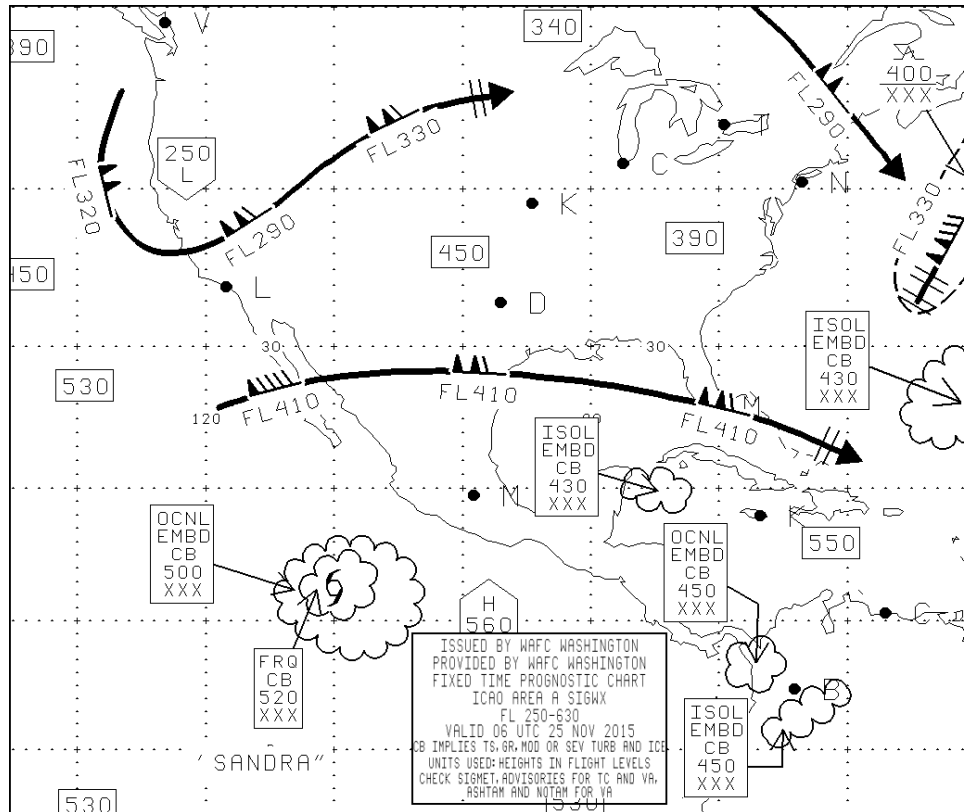 390
V
340
400
XXX
FL290
FL330
250
L
FL320
C
K
N
FL290
FL330
450
390
450
L
D
ISOL
EMBD
CB
430
XXX
30
30
530
FL410
FL410
FL410
M
120
ISOL
EMBD
CB
430
XXX
M
OCNL
EMBD
CB
500
XXX
OCNL
EMBD
CB
450
XXX
550
H
560
C
FRQ
CB
520
XXX
ISSUED BY WAFC WASHINGTON
PROVIDED BY WAFC WASHINGTON
FIXED TIME PROGNOSTIC CHART
ICAO AREA A SIGWX
FL 250-630
VALID 06 UTC 25 NOV 2015
CB IMPLIES TS, GR, MOD OR SEV TURB AND ICE
UNITS USED: HEIGHTS IN FLIGHT LEVELS
CHECK SIGMET, ADVISORIES FOR TC AND VA,
ASHTAM AND NOTAM FOR VA
B
ISOL
EMBD
CB
450
XXX
'SANDRA"
530
530